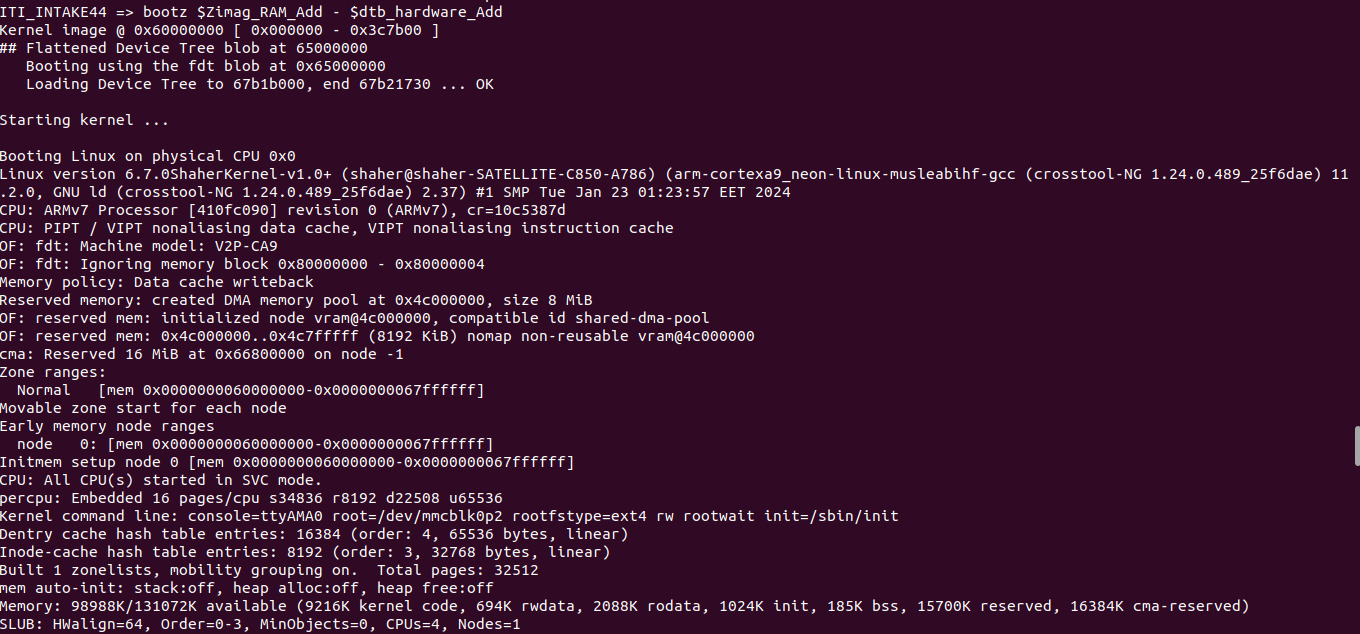 ITI_INTAKE44 => bootz $Zimag_RAM_Add - $dtb_hardware_Add
Kernel image @ 0x60000000 [ 0x000000 - 0x3c7b00 ]
## Flattened Device Tree blob at 65000000
   Booting using the fdt blob at 0x65000000
   Loading Device Tree to 67b1b000, end 67b21730 ... OK

Starting kernel ...

Booting Linux on physical CPU 0x0
Linux version 6.7.0ShaherKernel-v1.0+ (shaher@shaher-SATELLITE-C850-A786) (arm-cortexa9_neon-linux-musleabihf-gcc (crosstool-NG 1.24.0.489_25f6dae) 11
.2.0, GNU ld (crosstool-NG 1.24.0.489_25f6dae) 2.37) #1 SMP Tue Jan 23 01:23:57 EET 2024
CPU: ARMv7 Processor [410fc090] revision 0 (ARMv7), cr=10c5387d
CPU: PIPT / VIPT nonaliasing data cache, VIPT nonaliasing instruction cache
OF: fdt: Machine model: V2P-CA9
OF: fdt: Ignoring memory block 0x80000000 - 0x80000004
Memory policy: Data cache writeback
Reserved memory: created DMA memory pool at 0x4c000000, size 8 MiB
OF: reserved mem: initialized node vram@4c000000, compatible id shared-dma-pool
OF: reserved mem: 0x4c000000..0x4c7fffff (8192 KiB) nomap non-reusable vram@4c000000
cma: Reserved 16 MiB at 0x66800000 on node -1
Zone ranges:
  Normal   [mem 0x0000000060000000-0x0000000067ffffff]
Movable zone start for each node
Early memory node ranges
  node   0: [mem 0x0000000060000000-0x0000000067ffffff]
Initmem setup node 0 [mem 0x0000000060000000-0x0000000067ffffff]
CPU: All CPU(s) started in SVC mode.
percpu: Embedded 16 pages/cpu s34836 r8192 d22508 u65536
Kernel command line: console=ttyAMA0 root=/dev/mmcblk0p2 rootfstype=ext4 rw rootwait init=/sbin/init
Dentry cache hash table entries: 16384 (order: 4, 65536 bytes, linear)
Inode-cache hash table entries: 8192 (order: 3, 32768 bytes, linear)
Built 1 zonelists, mobility grouping on.  Total pages: 32512
mem auto-init: stack:off, heap alloc:off, heap free:off
Memory: 98988K/131072K available (9216K kernel code, 694K rwdata, 2088K rodata, 1024K init, 185K bss, 15700K reserved, 16384K cma-reserved)
SLUB: HWalign=64, Order=0-3, MinObjects=0, CPUs=4, Nodes=1